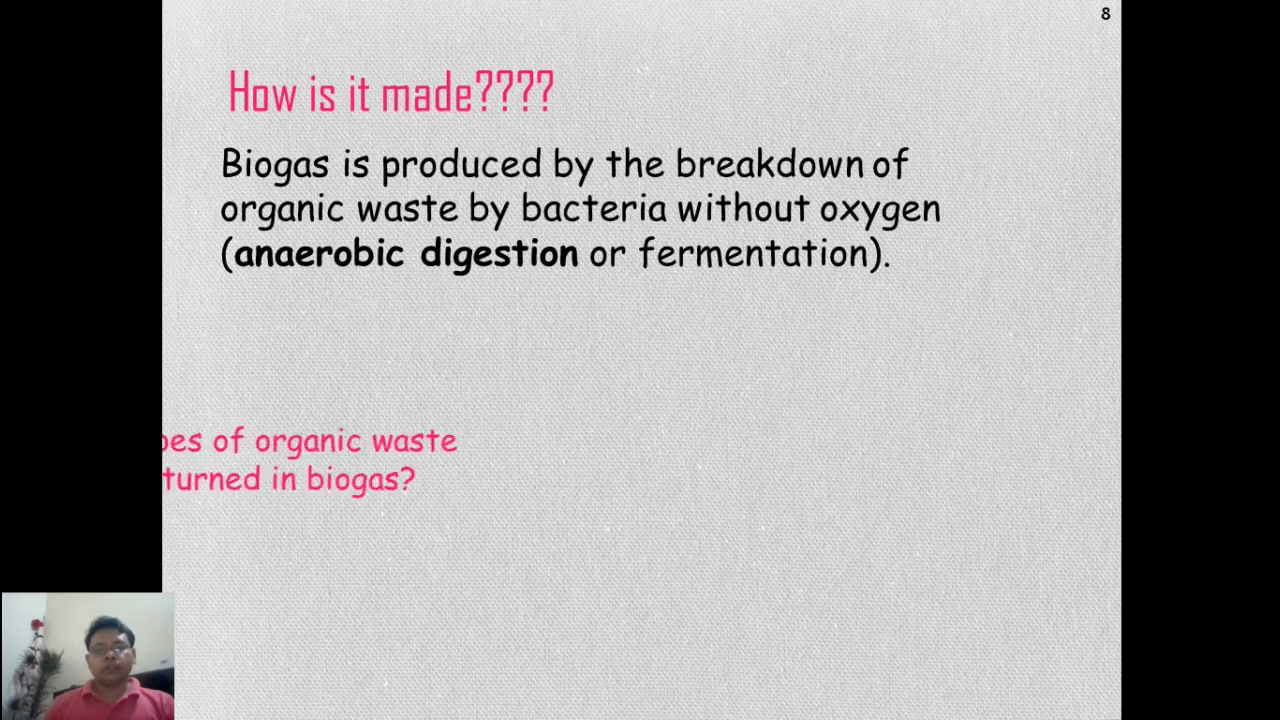 8
How is it made????
Biogas is produced by the breakdown of
organic waste by bacteria without oxygen
(anaerobic digestion or fermentation).
of organic waste
turned in biogas?